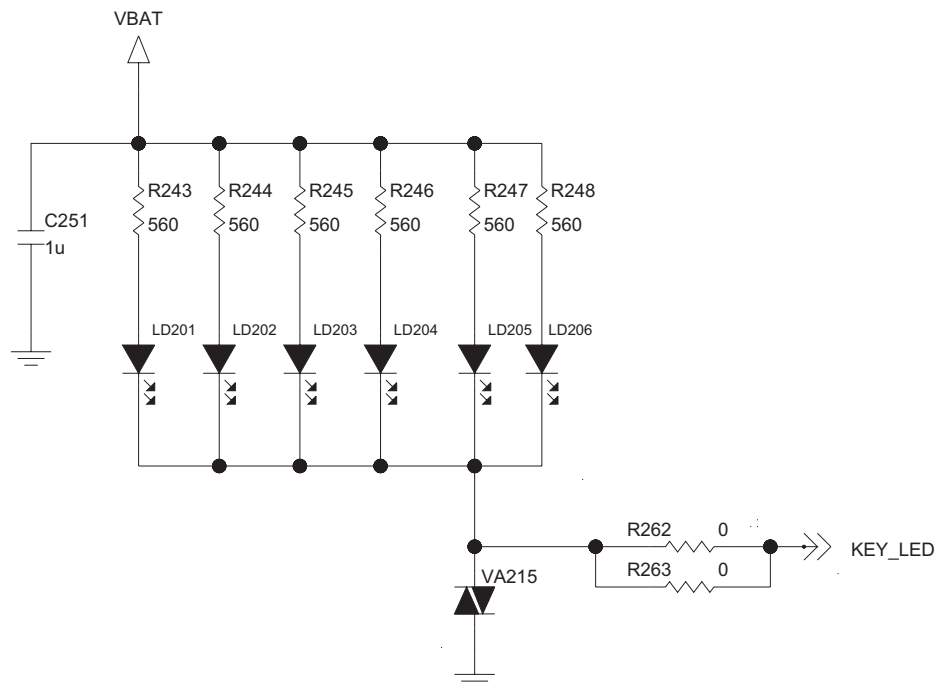 VBAT
R243 R244 R245 R246 R247 R248
560 560 560 560 560 560
C251
1u
LD201 LD202 LD203 LD204 LD205 LD206
R262 0
KEY_LED
R263 0
VA215